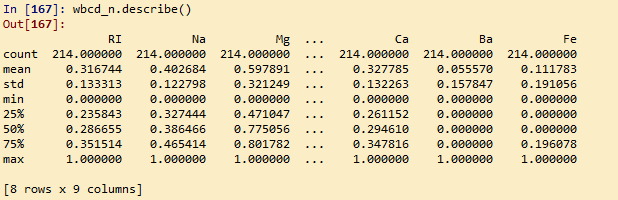 In [167]: wbcd_n.describe()
Out[167]:
RI Na Mg ... Ca Ba Fe
count 214.000000 214.000000 214.000000 ... 214.000000 214.000000 214.000000
mean 0.316744 0.402684 0.597891 ... 0.327785 0.055570 0.111783
std 0.133313 0.122798 0.321249 ... 0.132263 0.157847 0.191056
min 0.000000 0.000000 0.000000 ... 0.000000 0.000000 0.000000
25% 0.235843 0.327444 0.471047 ... 0.261152 0.000000 0.000000
50% 0.286655 0.386466 0.775056 ... 0.294610 0.000000 0.000000
75% 0.351514 0.465414 0.801782 ... 0.347816 0.000000 0.196078
max 1.000000 1.000000 1.000000 ... 1.000000 1.000000 1.000000
[8 rows x 9 columns]